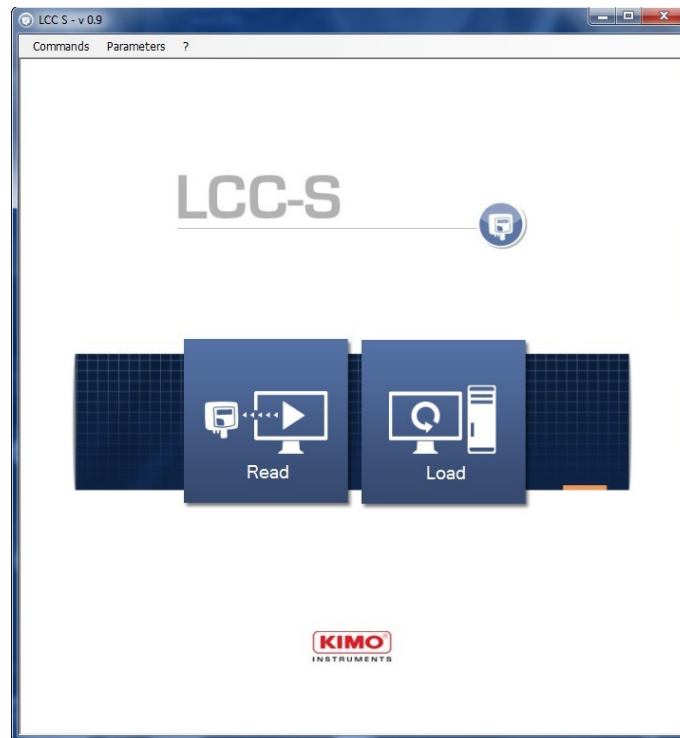 LCC S - v 0.9
Commands Parameters ?
LCC-S
Read Load
KIMO
INSTRUMENTS